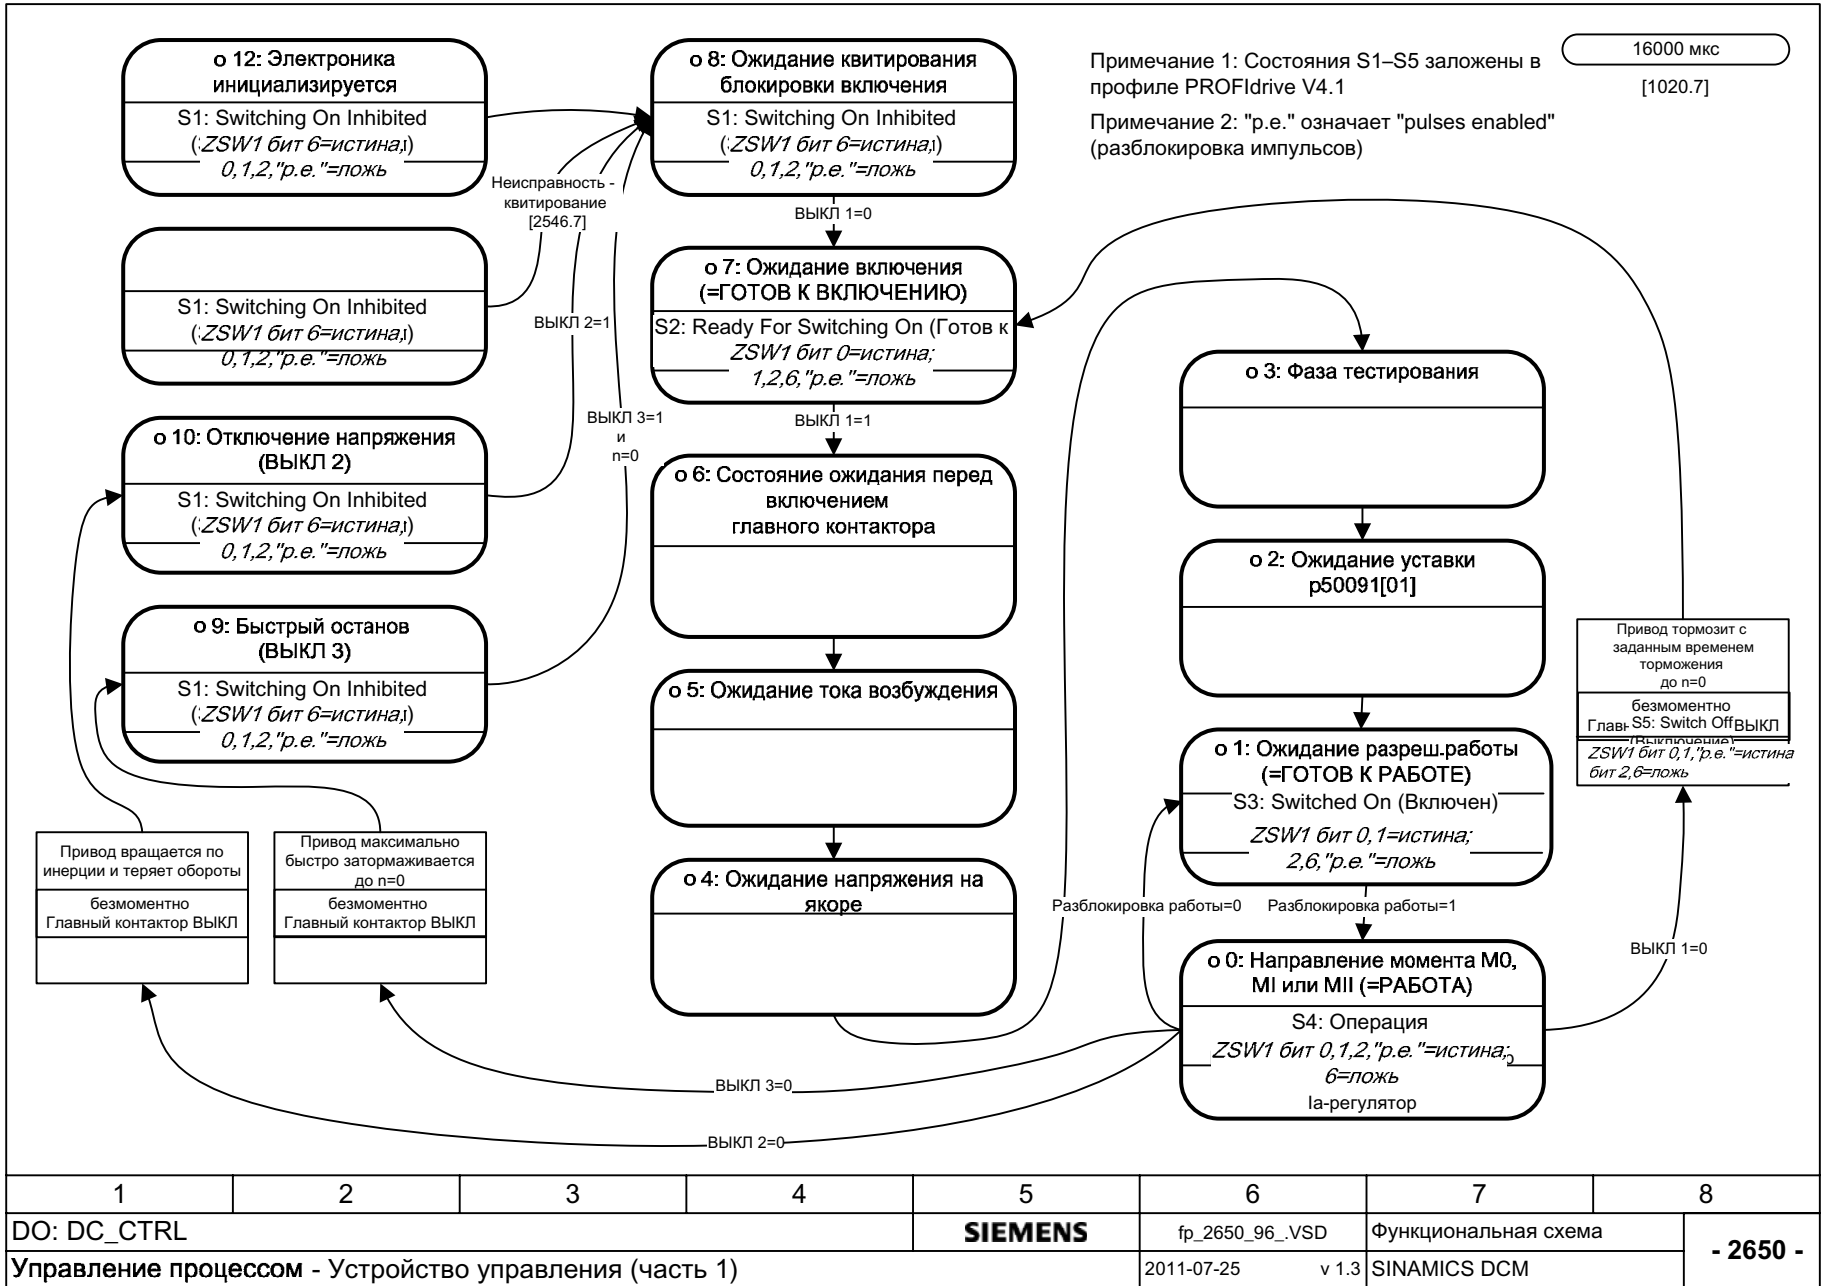 o 12: Электроника
инициализируется
S1: Switching On Inhibited
ZSW1 бит 6=истина;
0,1,2,"p.e."=ложь
S1: Switching On Inhibited
ZSW1 бит 6=истина;
0,1,2,"p.e."=ложь
o 10: Отключение напряжения
(ВЫКЛ 2)
S1: Switching On Inhibited
ZSW1 бит 6=истина;
0,1,2,"p.e."=ложь
o 9: Быстрый останов
(ВЫКЛ 3)
S1: Switching On Inhibited
ZSW1 бит 6=истина;
0,1,2,"p.e."=ложь
Привод вращается по
инерции и теряет обороты
безмоментно
Главный контактор ВЫКЛ
Привод максимально
быстро затормаживается
до n=0
безмоментно
Главный контактор ВЫКЛ
Неисправность -
квитирование
[2546.7]
ВЫКЛ 2=1
ВЫКЛ 3=1
и
n=0
o 8: Ожидание квитирования
блокировки включения
S1: Switching On Inhibited
ZSW1 бит 6=истина;
0,1,2,"p.e."=ложь
ВЫКЛ 1=0
o 7: Ожидание включения
(=ГОТОВ К ВКЛЮЧЕНИЮ)
S2: Ready For Switching On (Готов к
ZSW1 бит 0=истина;
1,2,6,"p.e."=ложь
ВЫКЛ 1=1
o 6: Состояние ожидания перед
включением
главного контактора
o 5: Ожидание тока возбуждения
o 4: Ожидание напряжения на
якоре
Примечание 1: Состояния S1–S5 заложены в
профиле PROFIdrive V4.1
Примечание 2: "p.e." означает "pulses enabled"
(разблокировка импульсов)
16000 мкс
[1020.7]
o 3: Фаза тестирования
o 2: Ожидание уставки
p50091[01]
o 1: Ожидание разреш.работы
(=ГОТОВ К РАБОТЕ)
S3: Switched On (Включен)
ZSW1 бит 0,1=истина;
2,6,"p.e."=ложь
Разблокировка работы=0
Разблокировка работы=1
o 0: Направление момента M0,
MI или MII (=РАБОТА)
S4: Операция
ZSW1 бит 0,1,2,"p.e."=истина;
6=ложь
Ia-регулятор
Привод тормозит с
заданным временем
торможения
до n=0
безмоментно
S5: Switch Off ВЫКЛ
(Выключение)
ZSW1 бит 0,1,"p.e."=истина
бит 2,6=ложь
ВЫКЛ 1=0
ВЫКЛ 3=0
ВЫКЛ 2=0
1 2 3 4 5 6 7 8
DO: DC_CTRL
SIEMENS
fp_2650_96_.VSD
Функциональная схема
- 2650 -
Управление процессом - Устройство управления (часть 1)
2011-07-25 v 1.3
SINAMICS DCM